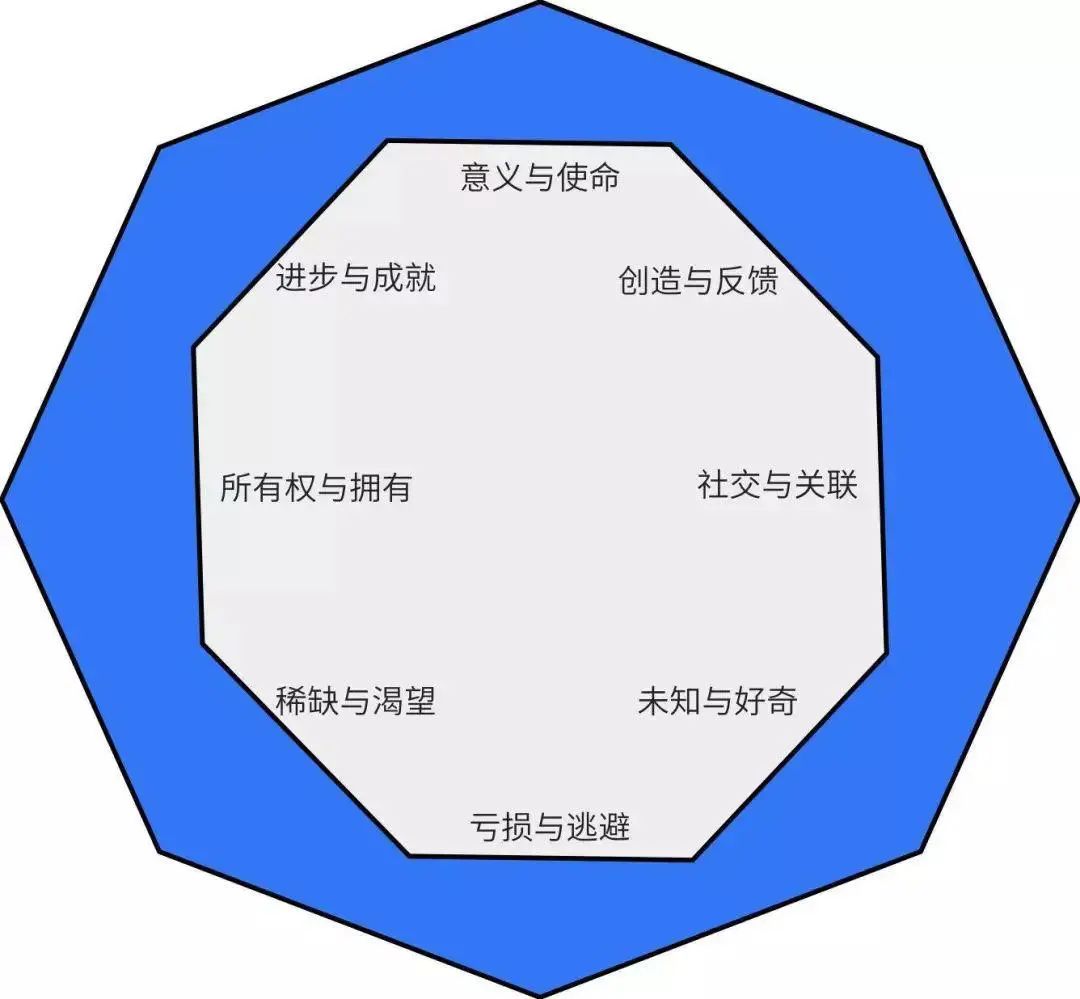 意义与使命
进步与成就
创造与反馈
所有权与拥有
社交与关联
稀缺与渴望
未知与好奇
亏损与逃避